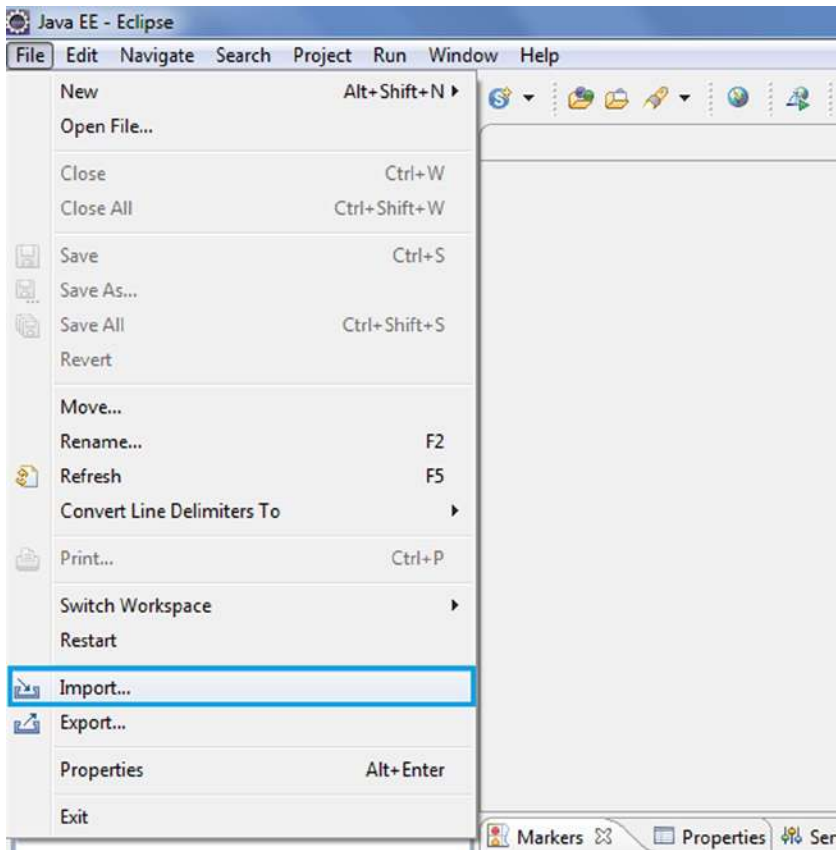 Java EE - Eclipse
File Edit Navigate Search Project Run Window Help
New Alt+Shift+N
Open File...
Close Ctrl+W
Close All Ctrl+Shift+W
Save Ctrl+S
Save As...
Save All Ctrl+Shift+S
Revert
Move...
Rename... F2
Refresh F5
Convert Line Delimiters To
Print... Ctrl+P
Switch Workspace
Restart
Import...
Export...
Properties Alt+Enter
Exit
Markers Properties Ser